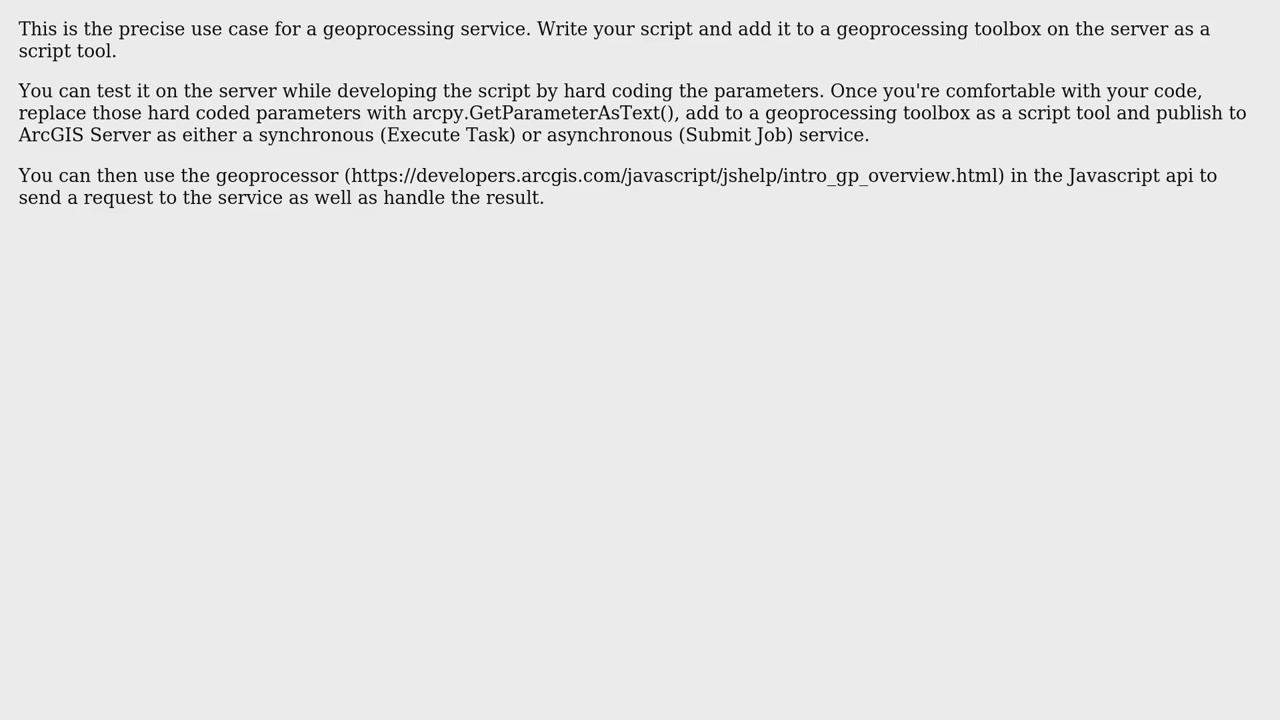 This is the precise use case for a geoprocessing service. Write your script and add it to a geoprocessing toolbox on the server as a
script tool.
You can test it on the server while developing the script by hard coding the parameters. Once you're comfortable with your code,
replace those hard coded parameters with arcpy.GetParameterAsText(), add to a geoprocessing toolbox as a script tool and publish to
ArcGIS Server as either a synchronous (Execute Task) or asynchronous (Submit Job) service.
You can then use the geoprocessor (https://developers.arcgis.com/javascript/jshelp/intro_gp_overview.html) in the Javascript api to
send a request to the service as well as handle the result.